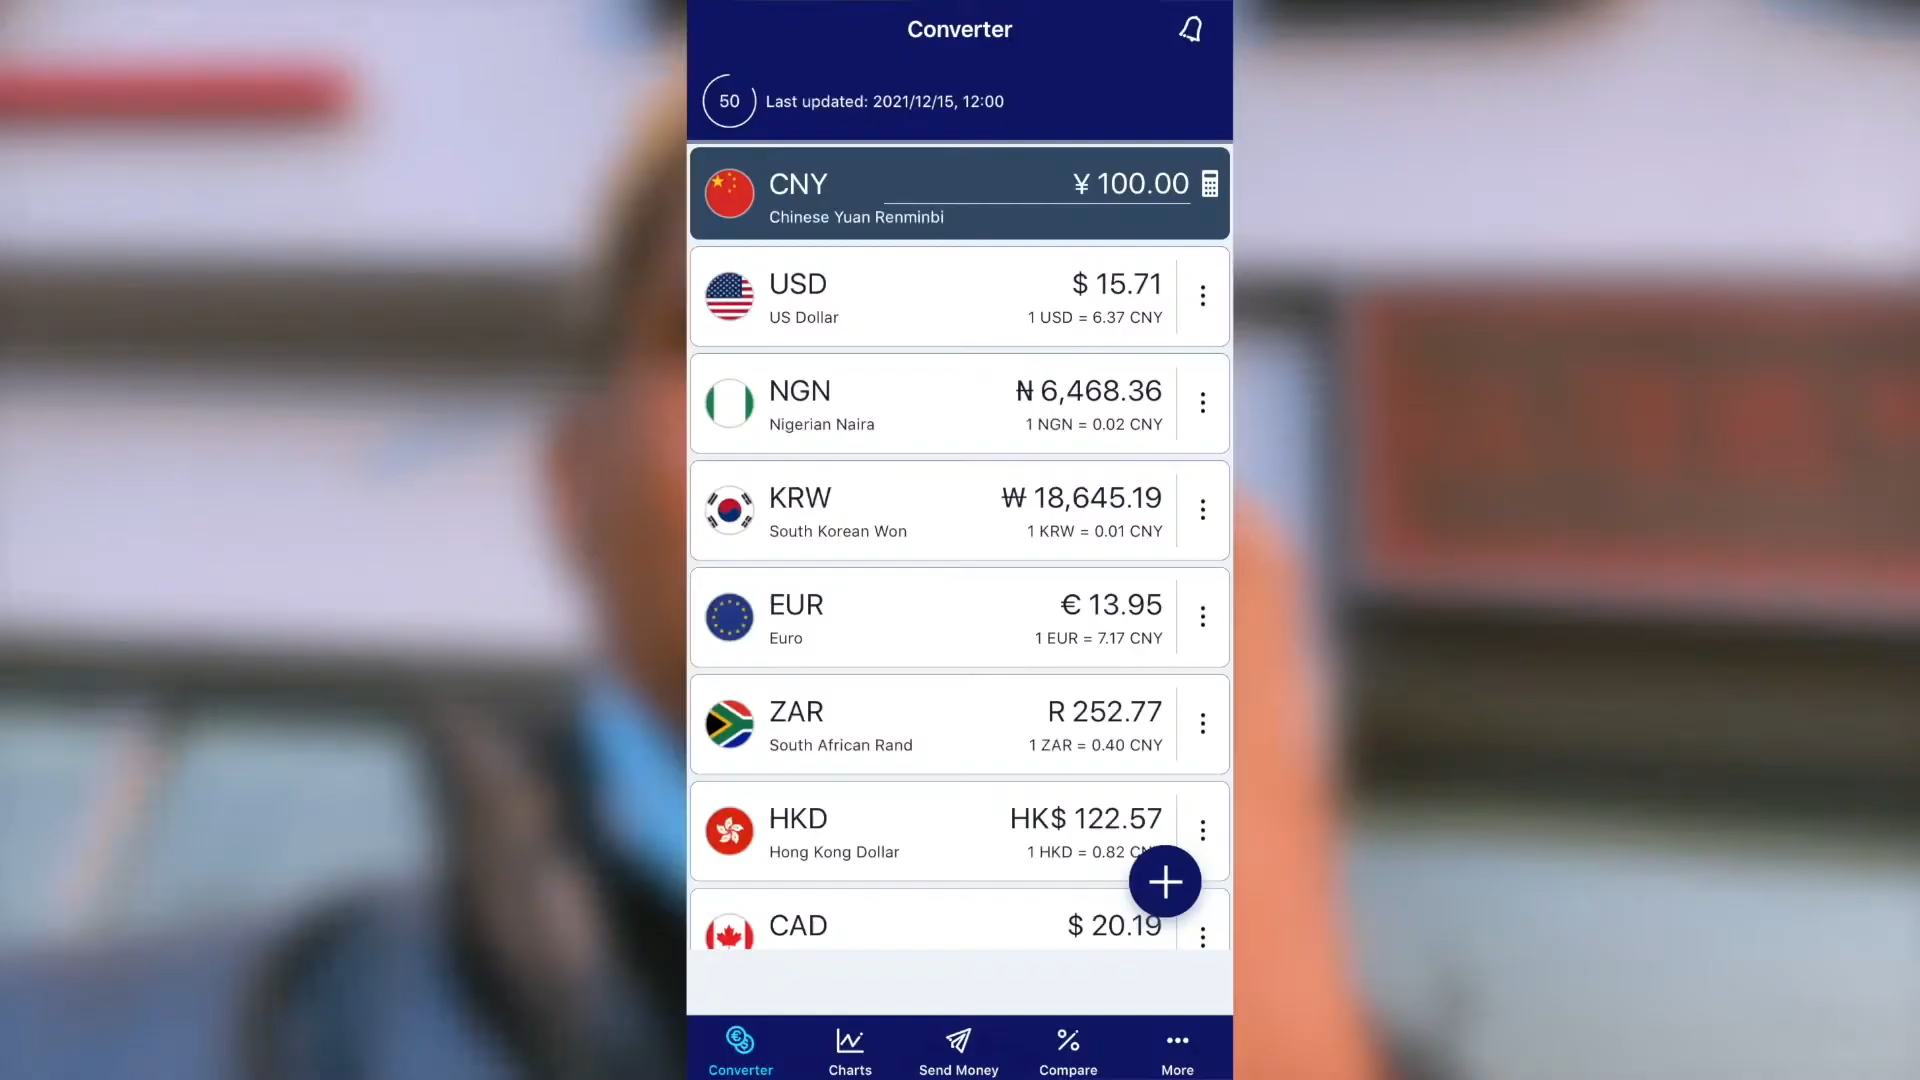 Converter
50 Last updated: 2021/12/15, 12:00
CNY ¥ 100.00
Chinese Yuan Renminbi
USD $ 15.71
US Dollar 1 USD = 6.37 CNY
NGN ₦ 6,468.36
Nigerian Naira 1 NGN = 0.02 CNY
KRW ₩ 18,645.19
South Korean Won 1 KRW = 0.01 CNY
EUR € 13.95
Euro 1 EUR = 7.17 CNY
ZAR R 252.77
South African Rand 1 ZAR = 0.40 CNY
HKD HK$ 122.57
Hong Kong Dollar 1 HKD = 0.82
CAD $ 20.19
Converter Charts Send Money Compare More